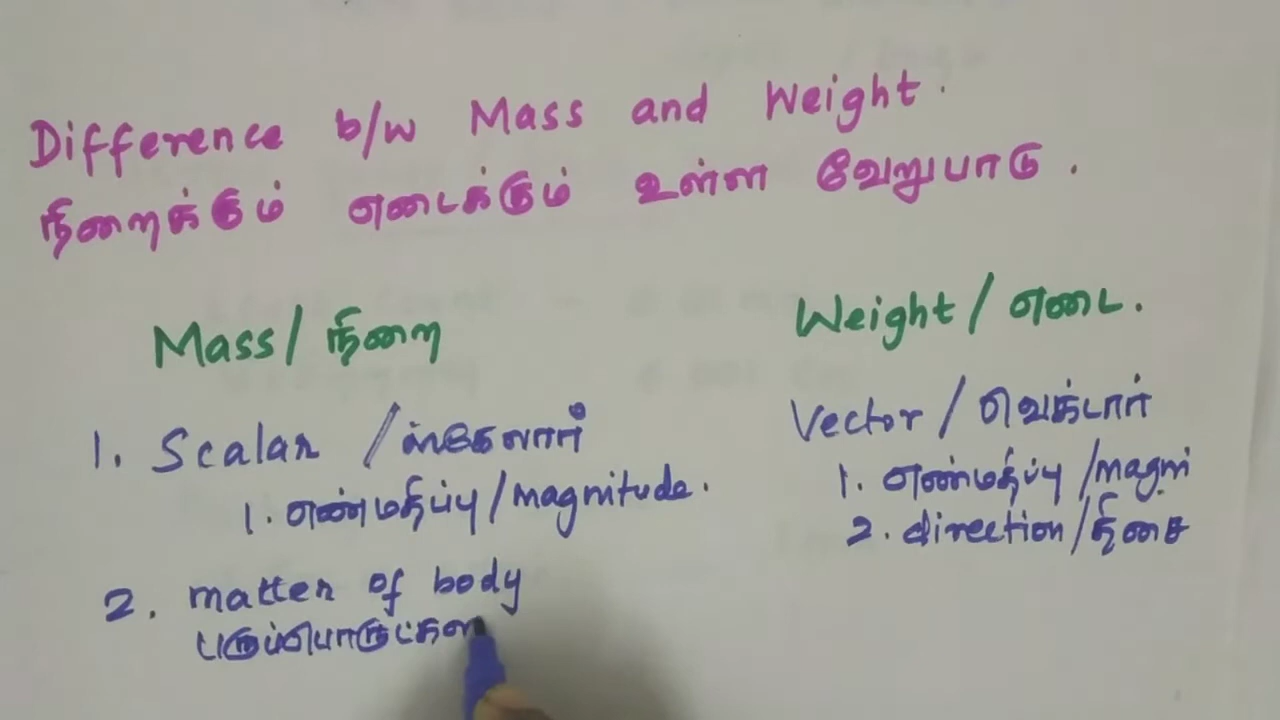 Difference b/w Mass and Weight.
நிறைக்கும் எடைக்கும் உள்ள வேறுபாடு.
Mass/ நிறை
Weight/ எடை.
1. Scalar /ஸ்கேலார்
1. எண்மதிப்பு/magnitude.
Vector / வெக்டார்
1. எண்மதிப்பு /magni
2. direction/திசை
2. matter of body
பருப்பொருட்கள